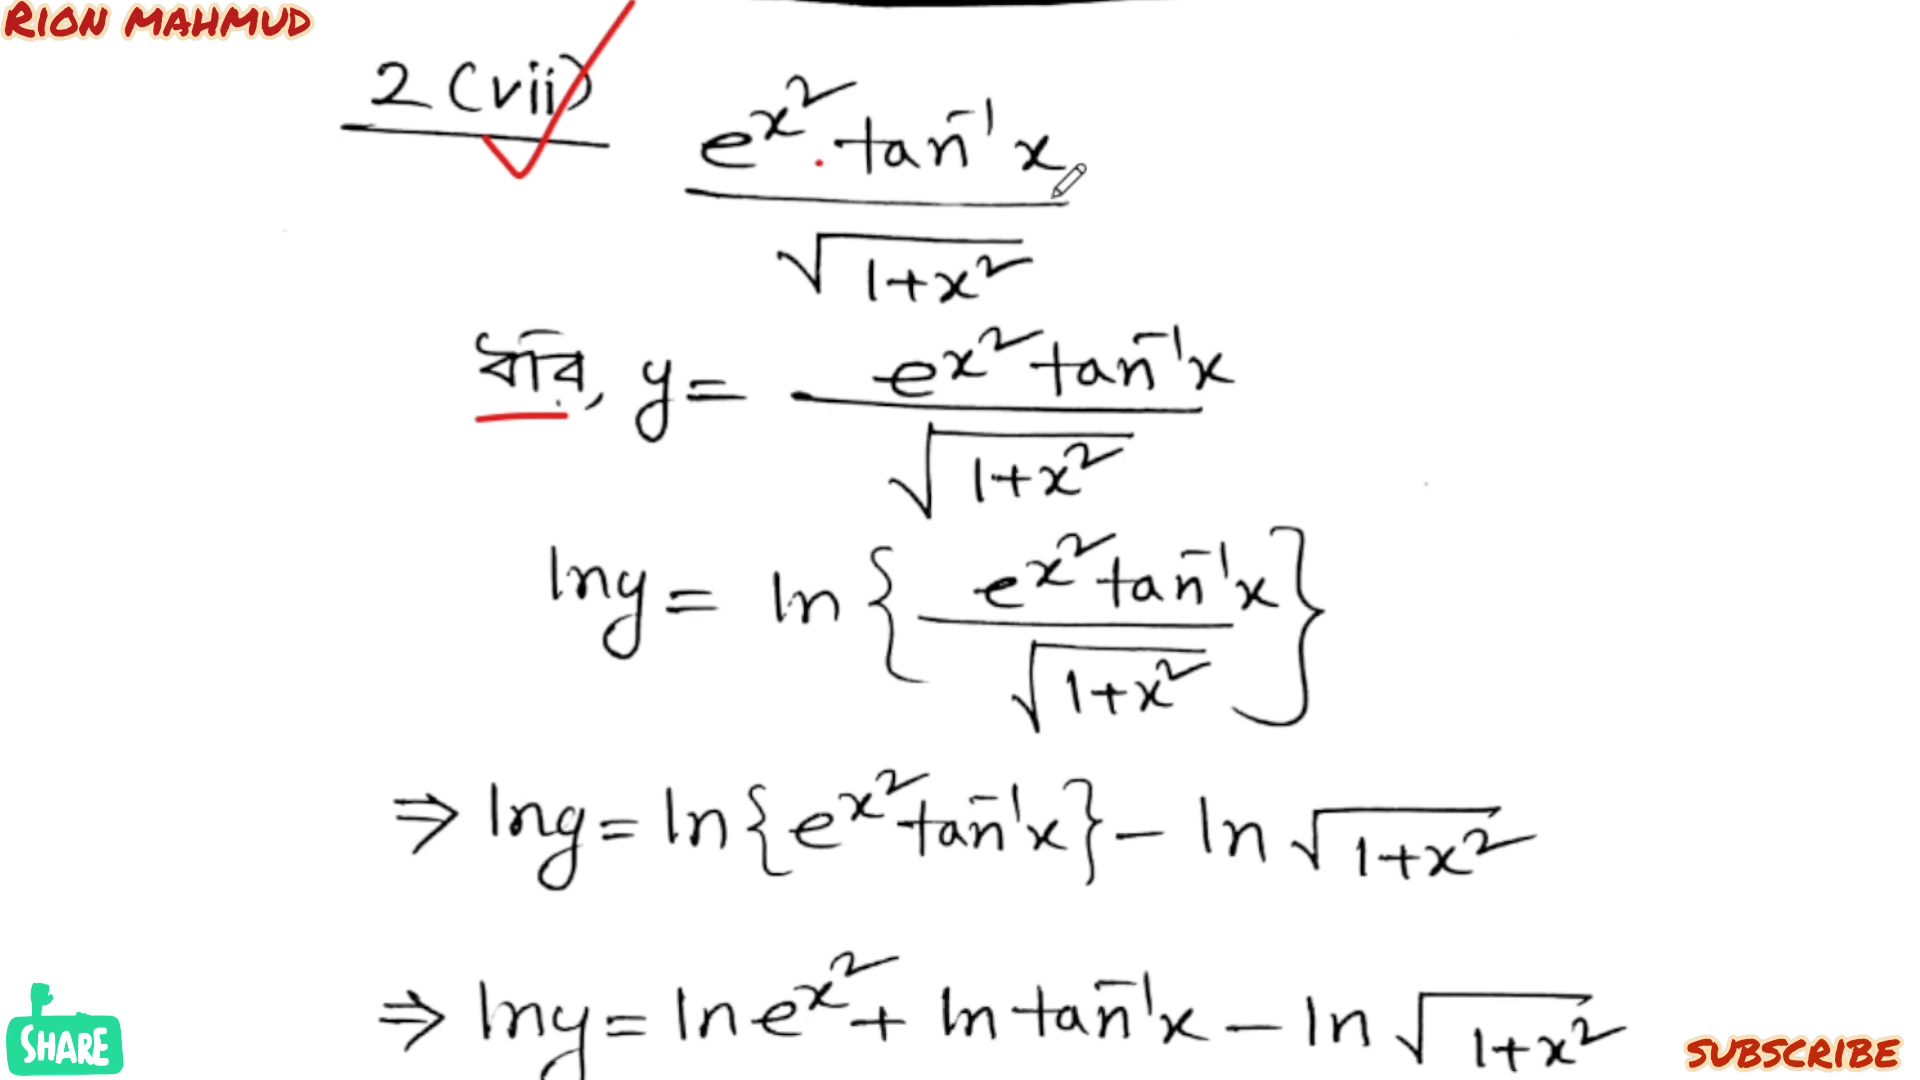 RION MAHMUD
2 (vii) e^{x^2} . tan^{-1} x / √(1+x^2)
ধরি, y = e^{x^2} tan^{-1} x / √(1+x^2)
lny = ln { e^{x^2} tan^{-1} x / √(1+x^2) }
⇒ lny = ln{e^{x^2} tan^{-1} x} - ln √(1+x^2)
⇒ lny = ln e^{x^2} + ln tan^{-1} x - ln √(1+x^2)
SHARE
SUBSCRIBE